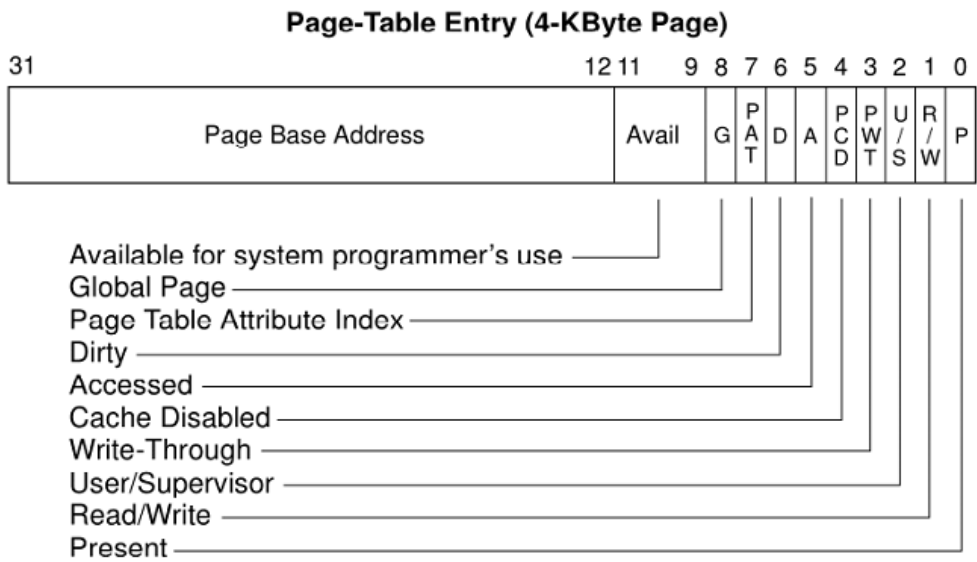 Page-Table Entry (4-KByte Page)
31 12 11 9 8 7 6 5 4 3 2 1 0
Page Base Address Avail G PAT D A PCD PWT U/S R/W P
Available for system programmer's use
Global Page
Page Table Attribute Index
Dirty
Accessed
Cache Disabled
Write-Through
User/Supervisor
Read/Write
Present